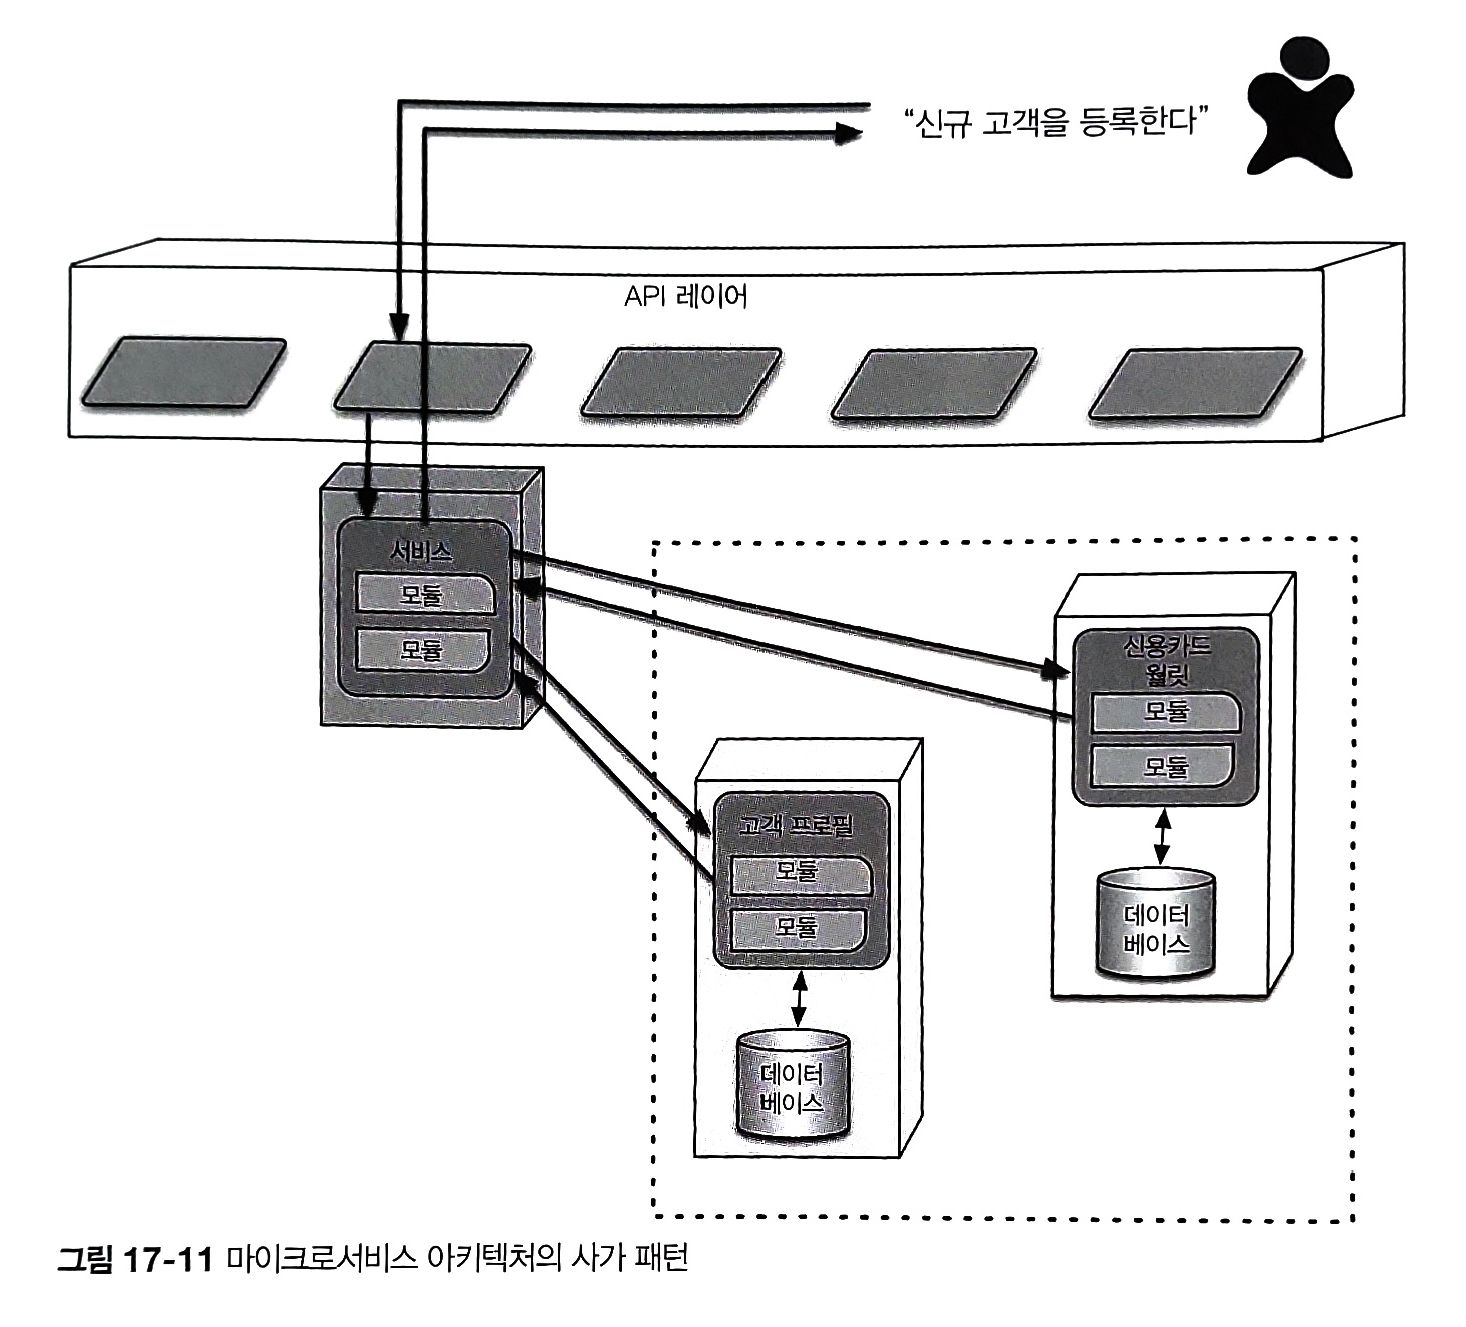 “신규 고객을 등록한다”
API 레이어
서비스
모듈
모듈
신용카드
월릿
모듈
모듈
데이터
베이스
고객 프로필
모듈
모듈
데이터
베이스
그림 17-11 마이크로서비스 아키텍처의 사가 패턴